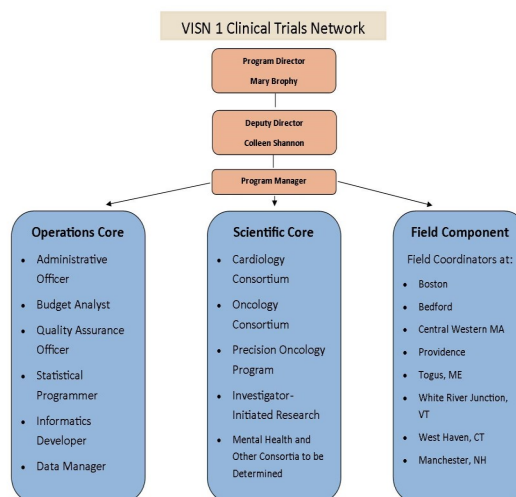 VISN 1 Clinical Trials Network
Program Director
Mary Brophy
Deputy Director
Colleen Shannon
Program Manager
Operations Core
Administrative
Officer
Budget Analyst
Quality Assurance
Officer
Statistical
Programmer
Informatics
Developer
Data Manager
Scientific Core
Cardiology
Consortium
Oncology
Consortium
Precision Oncology
Program
Investigator-
Initiated Research
Mental Health and
Other Consortia to be
Determined
Field Component
Field Coordinators at:
Boston
Bedford
Central Western MA
Providence
Togus, ME
White River Junction,
VT
West Haven, CT
Manchester, NH